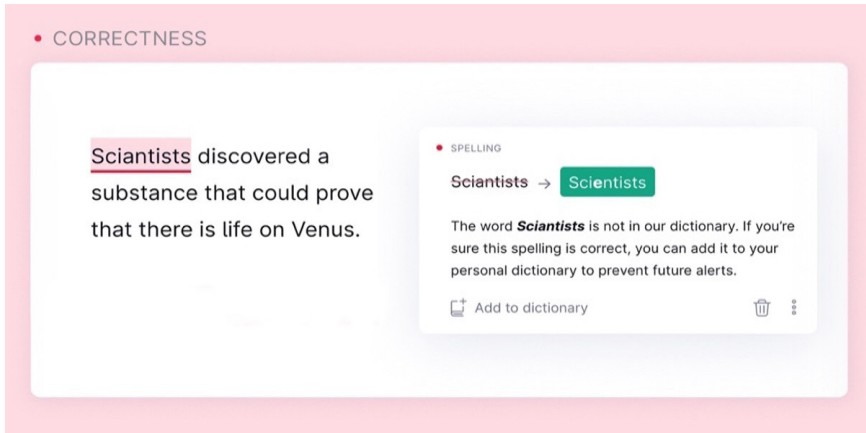 CORRECTNESS
Sciantists discovered a
substance that could prove
that there is life on Venus.
SPELLING
Sciantists → Scientists
The word Sciantists is not in our dictionary. If you're
sure this spelling is correct, you can add it to your
personal dictionary to prevent future alerts.
Add to dictionary